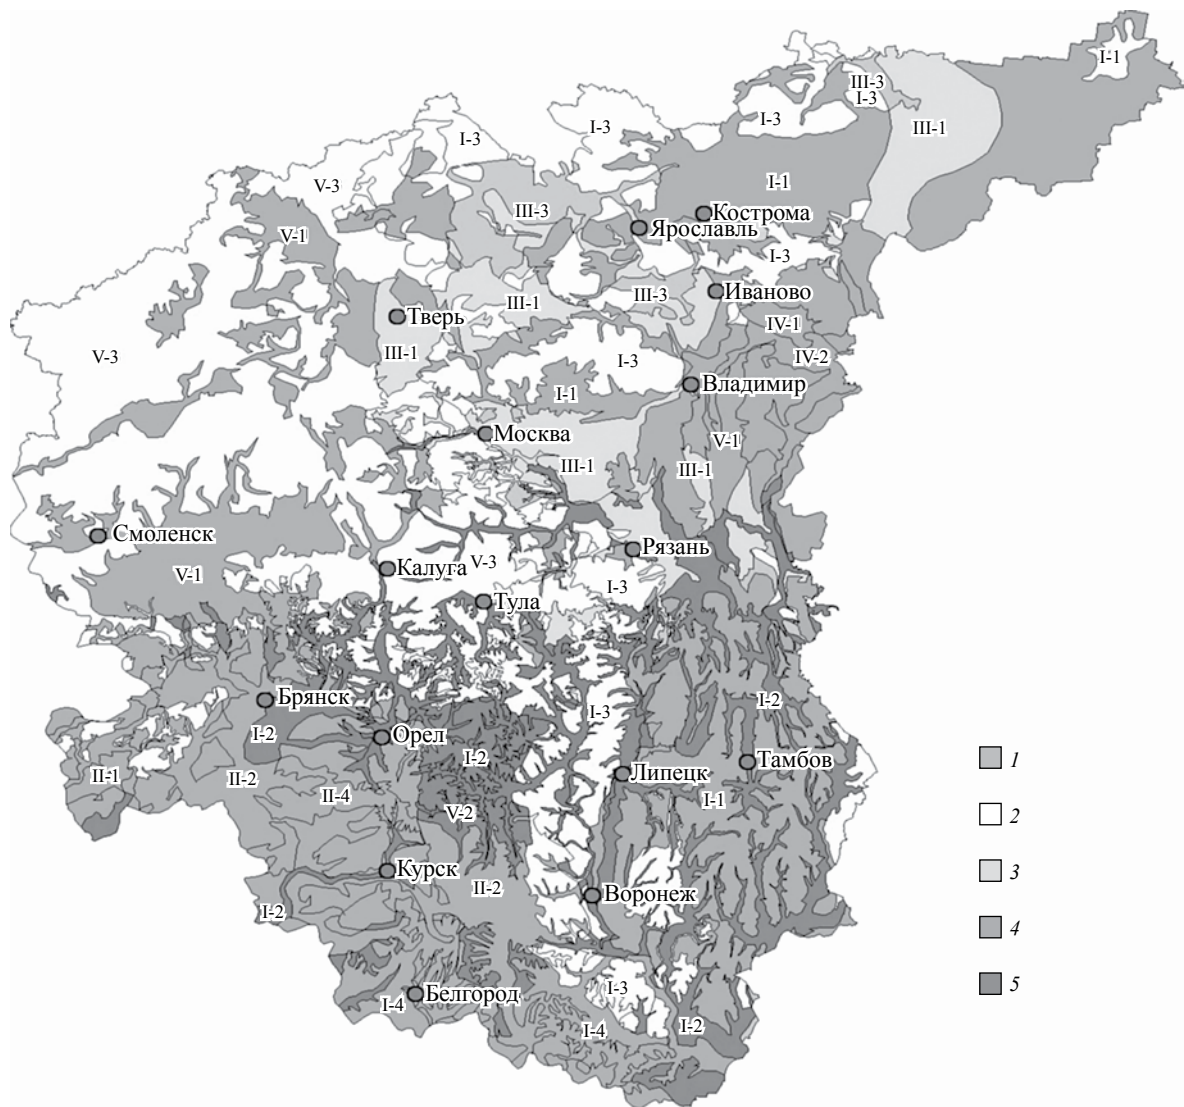 I-1
III-3
I-3
I-3
I-3
III-1
I-3
V-3
I-1
III-3
Кострома
Ярославль
V-1
I-3
III-3
Иваново
III-1
Тверь
IV-1
III-1
V-3
I-3
IV-2
Владимир
I-1
Москва
V-1
III-1
III-1
Смоленск
Рязань
V-3
Калуга
V-1
I-3
Тула
Брянск
I-2
I-3
I-2
Орел
I-2
1
Тамбов
Липецк
II-1
II-2
II-4
I-1
V-2
2
Курск
3
II-2
Воронеж
I-2
4
I-3
5
Белгород
I-4
I-2
I-4